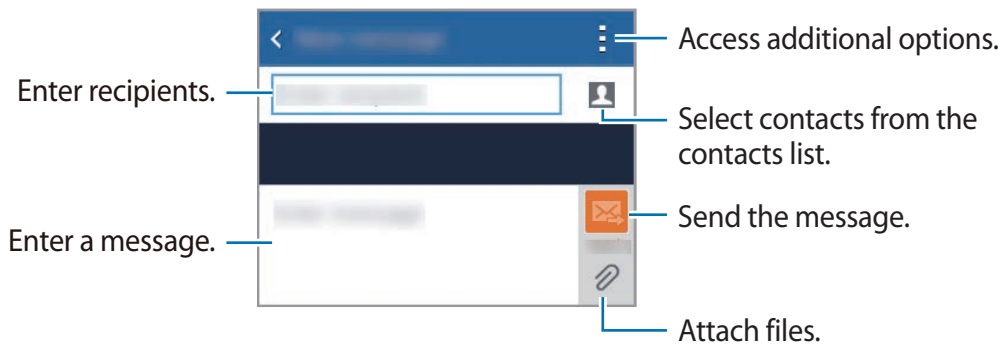 Access additional options.
Enter recipients.
Select contacts from the
contacts list.
Send the message.
Enter a message.
Attach files.